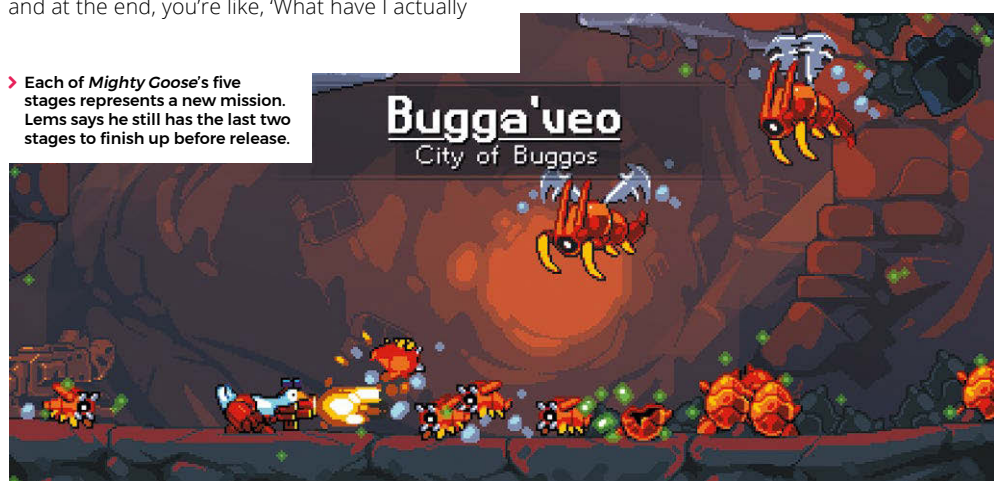 and at the end, you’re like, ‘What have I actually
Each of Mighty Goose’s five
stages represents a new mission.
Lems says he still has the last two
stages to finish up before release.
Bugga'veo
City of Buggos